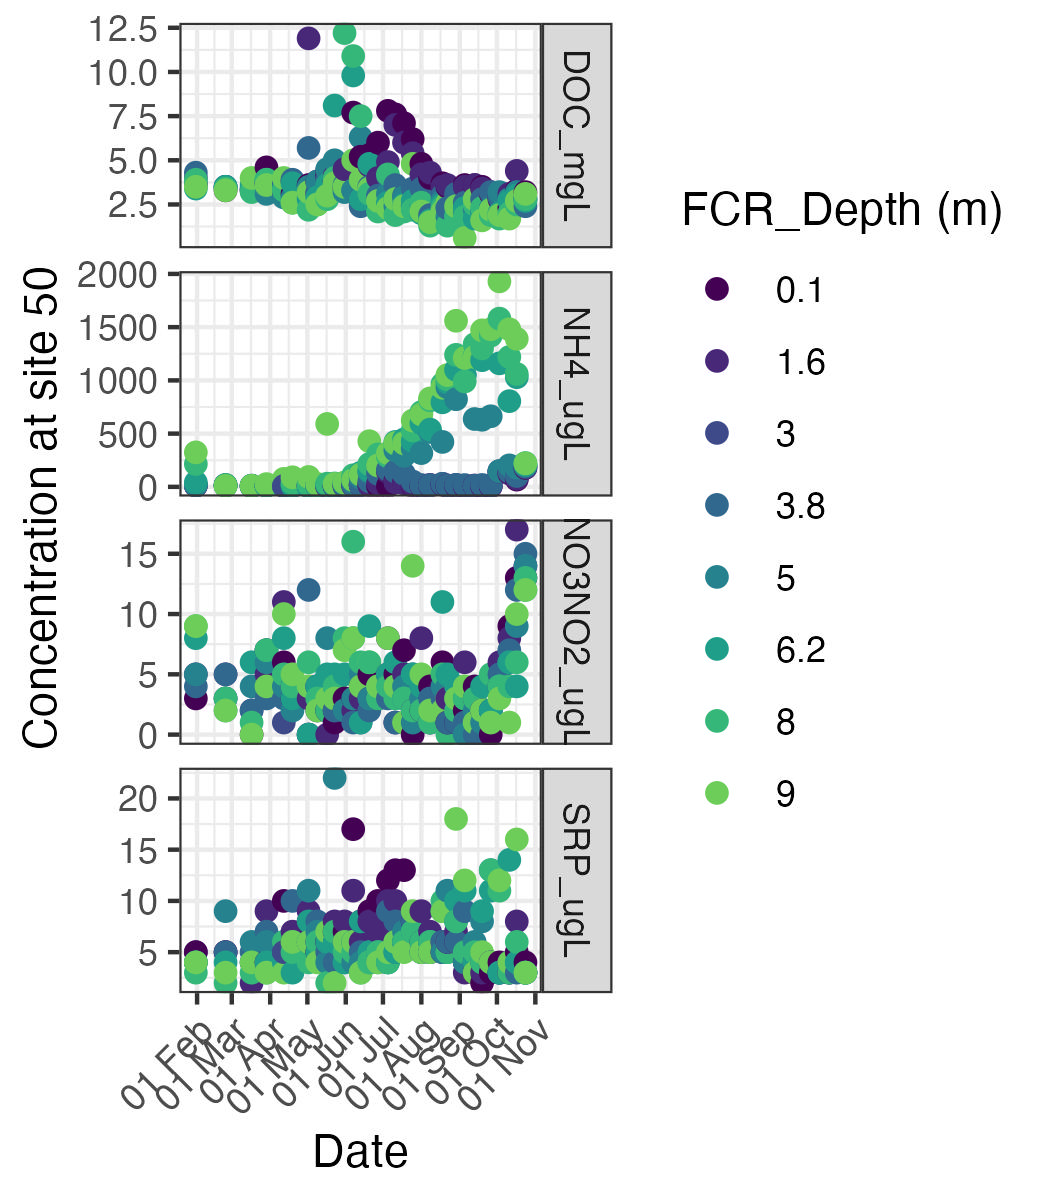 Concentration at site 50
12.5
10.0
7.5
5.0
2.5
DOC_mgL
2000
1500
1000
500
0
NH4_ugL
15
10
5
0
NO3NO2_ugL
20
15
10
5
SRP_ugL
01 Feb
01 Mar
01 Apr
01 May
01 Jun
01 Jul
01 Aug
01 Sep
01 Oct
01 Nov
Date
FCR_Depth (m)
0.1
1.6
3
3.8
5
6.2
8
9